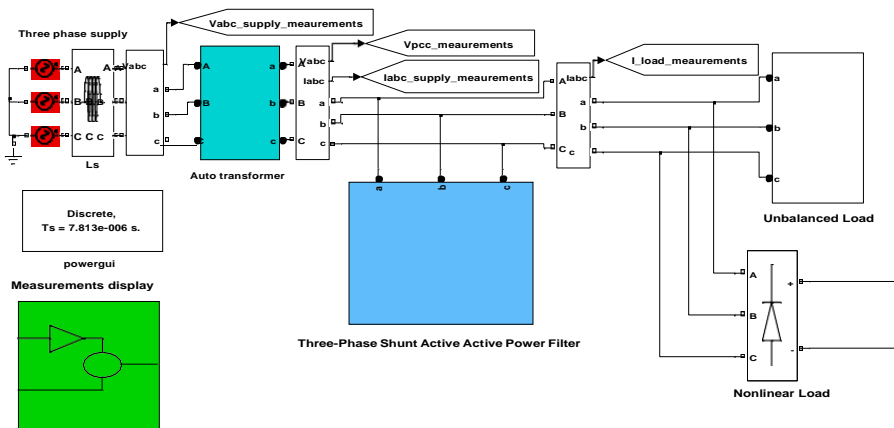 Three phase supply
Vabc_supply_meaurements
Vpcc_meaurements
Iabc_supply_meaurements
I_load_meaurements
A
B
C
A
B
C
Ls
Vabc
a
b
c
A
B
C
a
b
c
Auto transformer
A
B
C
Vabc
Iabc
a
b
c
A
B
C
Iabc
a
b
c
a
b
c
Unbalanced Load
a
b
c
Three-Phase Shunt Active Active Power Filter
A
B
C
+
-
Nonlinear Load
Discrete,
Ts = 7.813e-006 s.
powergui
Measurements display